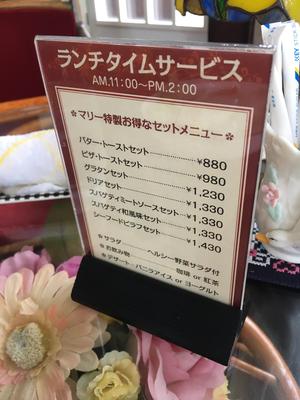 ランチタイムサービス
AM.11:00〜PM.2:00
✽マリー特製お得なセットメニュー✽
バター・トーストセット ¥880
ピザ・トーストセット ¥980
グラタンセット ¥1,230
ドリアセット ¥1,330
スパゲティミートソースセット ¥1,330
スパゲティ和風味セット ¥1,330
シーフードピラフセット ¥1,430
✽サラダ ヘルシー野菜サラダ付
✽お飲み物 珈琲 or 紅茶
✽デザート バニラアイス or ヨーグルト